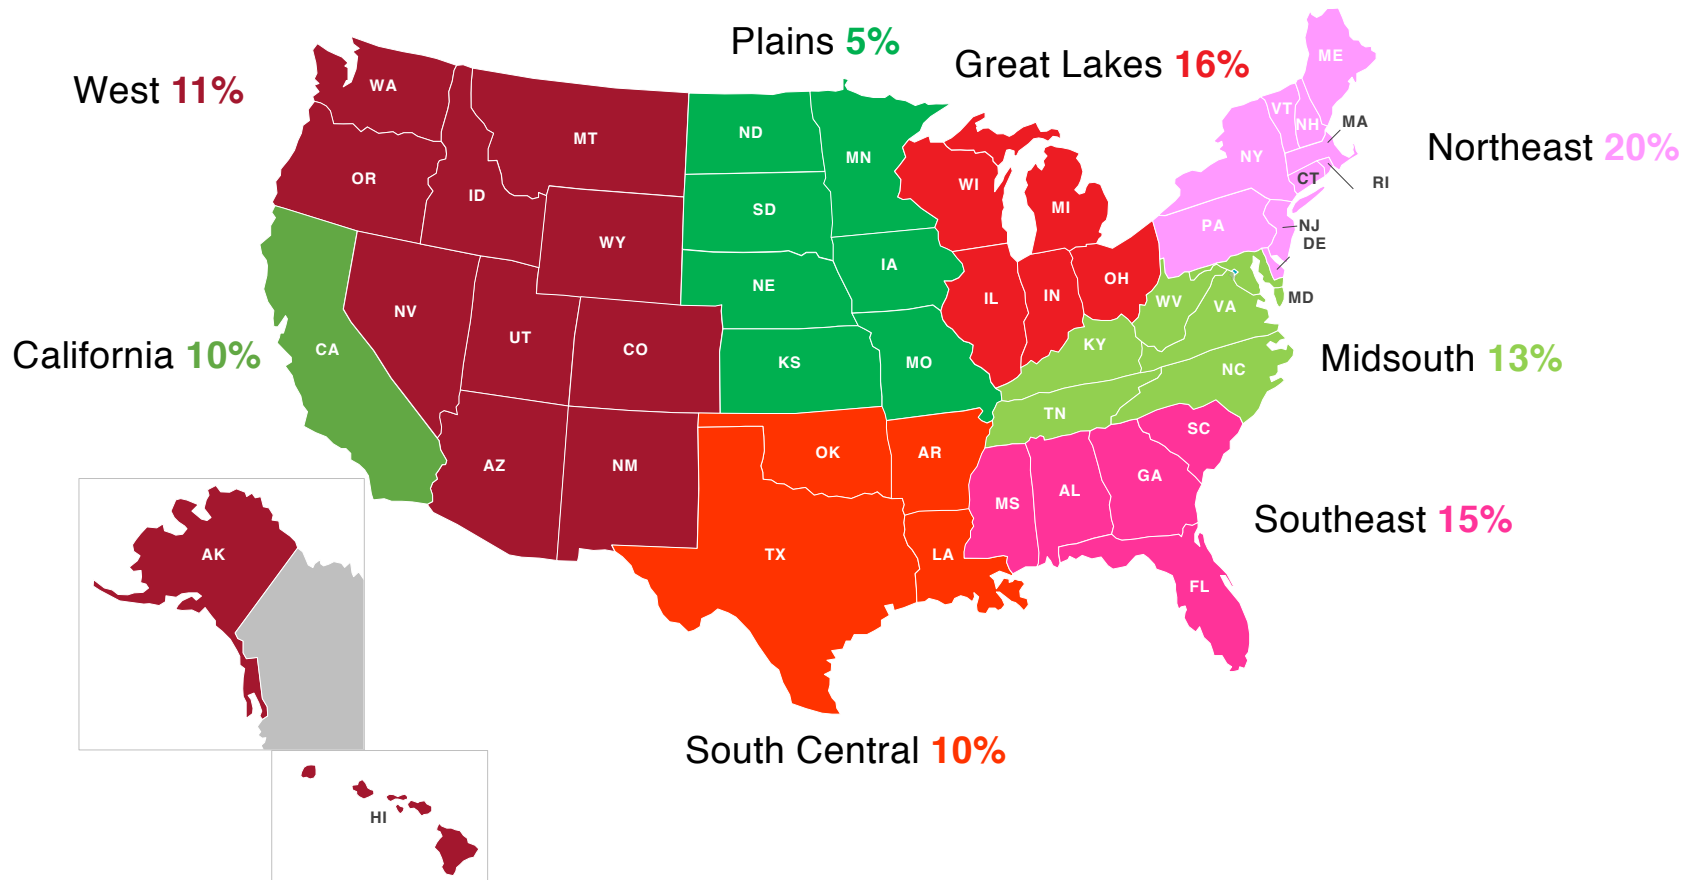 Plains 5%
Great Lakes 16%
West 11%
Northeast 20%
California 10%
Midsouth 13%
Southeast 15%
South Central 10%
WA
OR
ID
MT
WY
NV
UT
CO
AZ
NM
CA
AK
HI
ND
SD
NE
KS
MN
IA
MO
WI
MI
IL
IN
OH
OK
AR
TX
LA
MS
AL
GA
SC
FL
KY
TN
WV
VA
NC
MD
DE
NJ
PA
NY
CT
RI
MA
NH
VT
ME